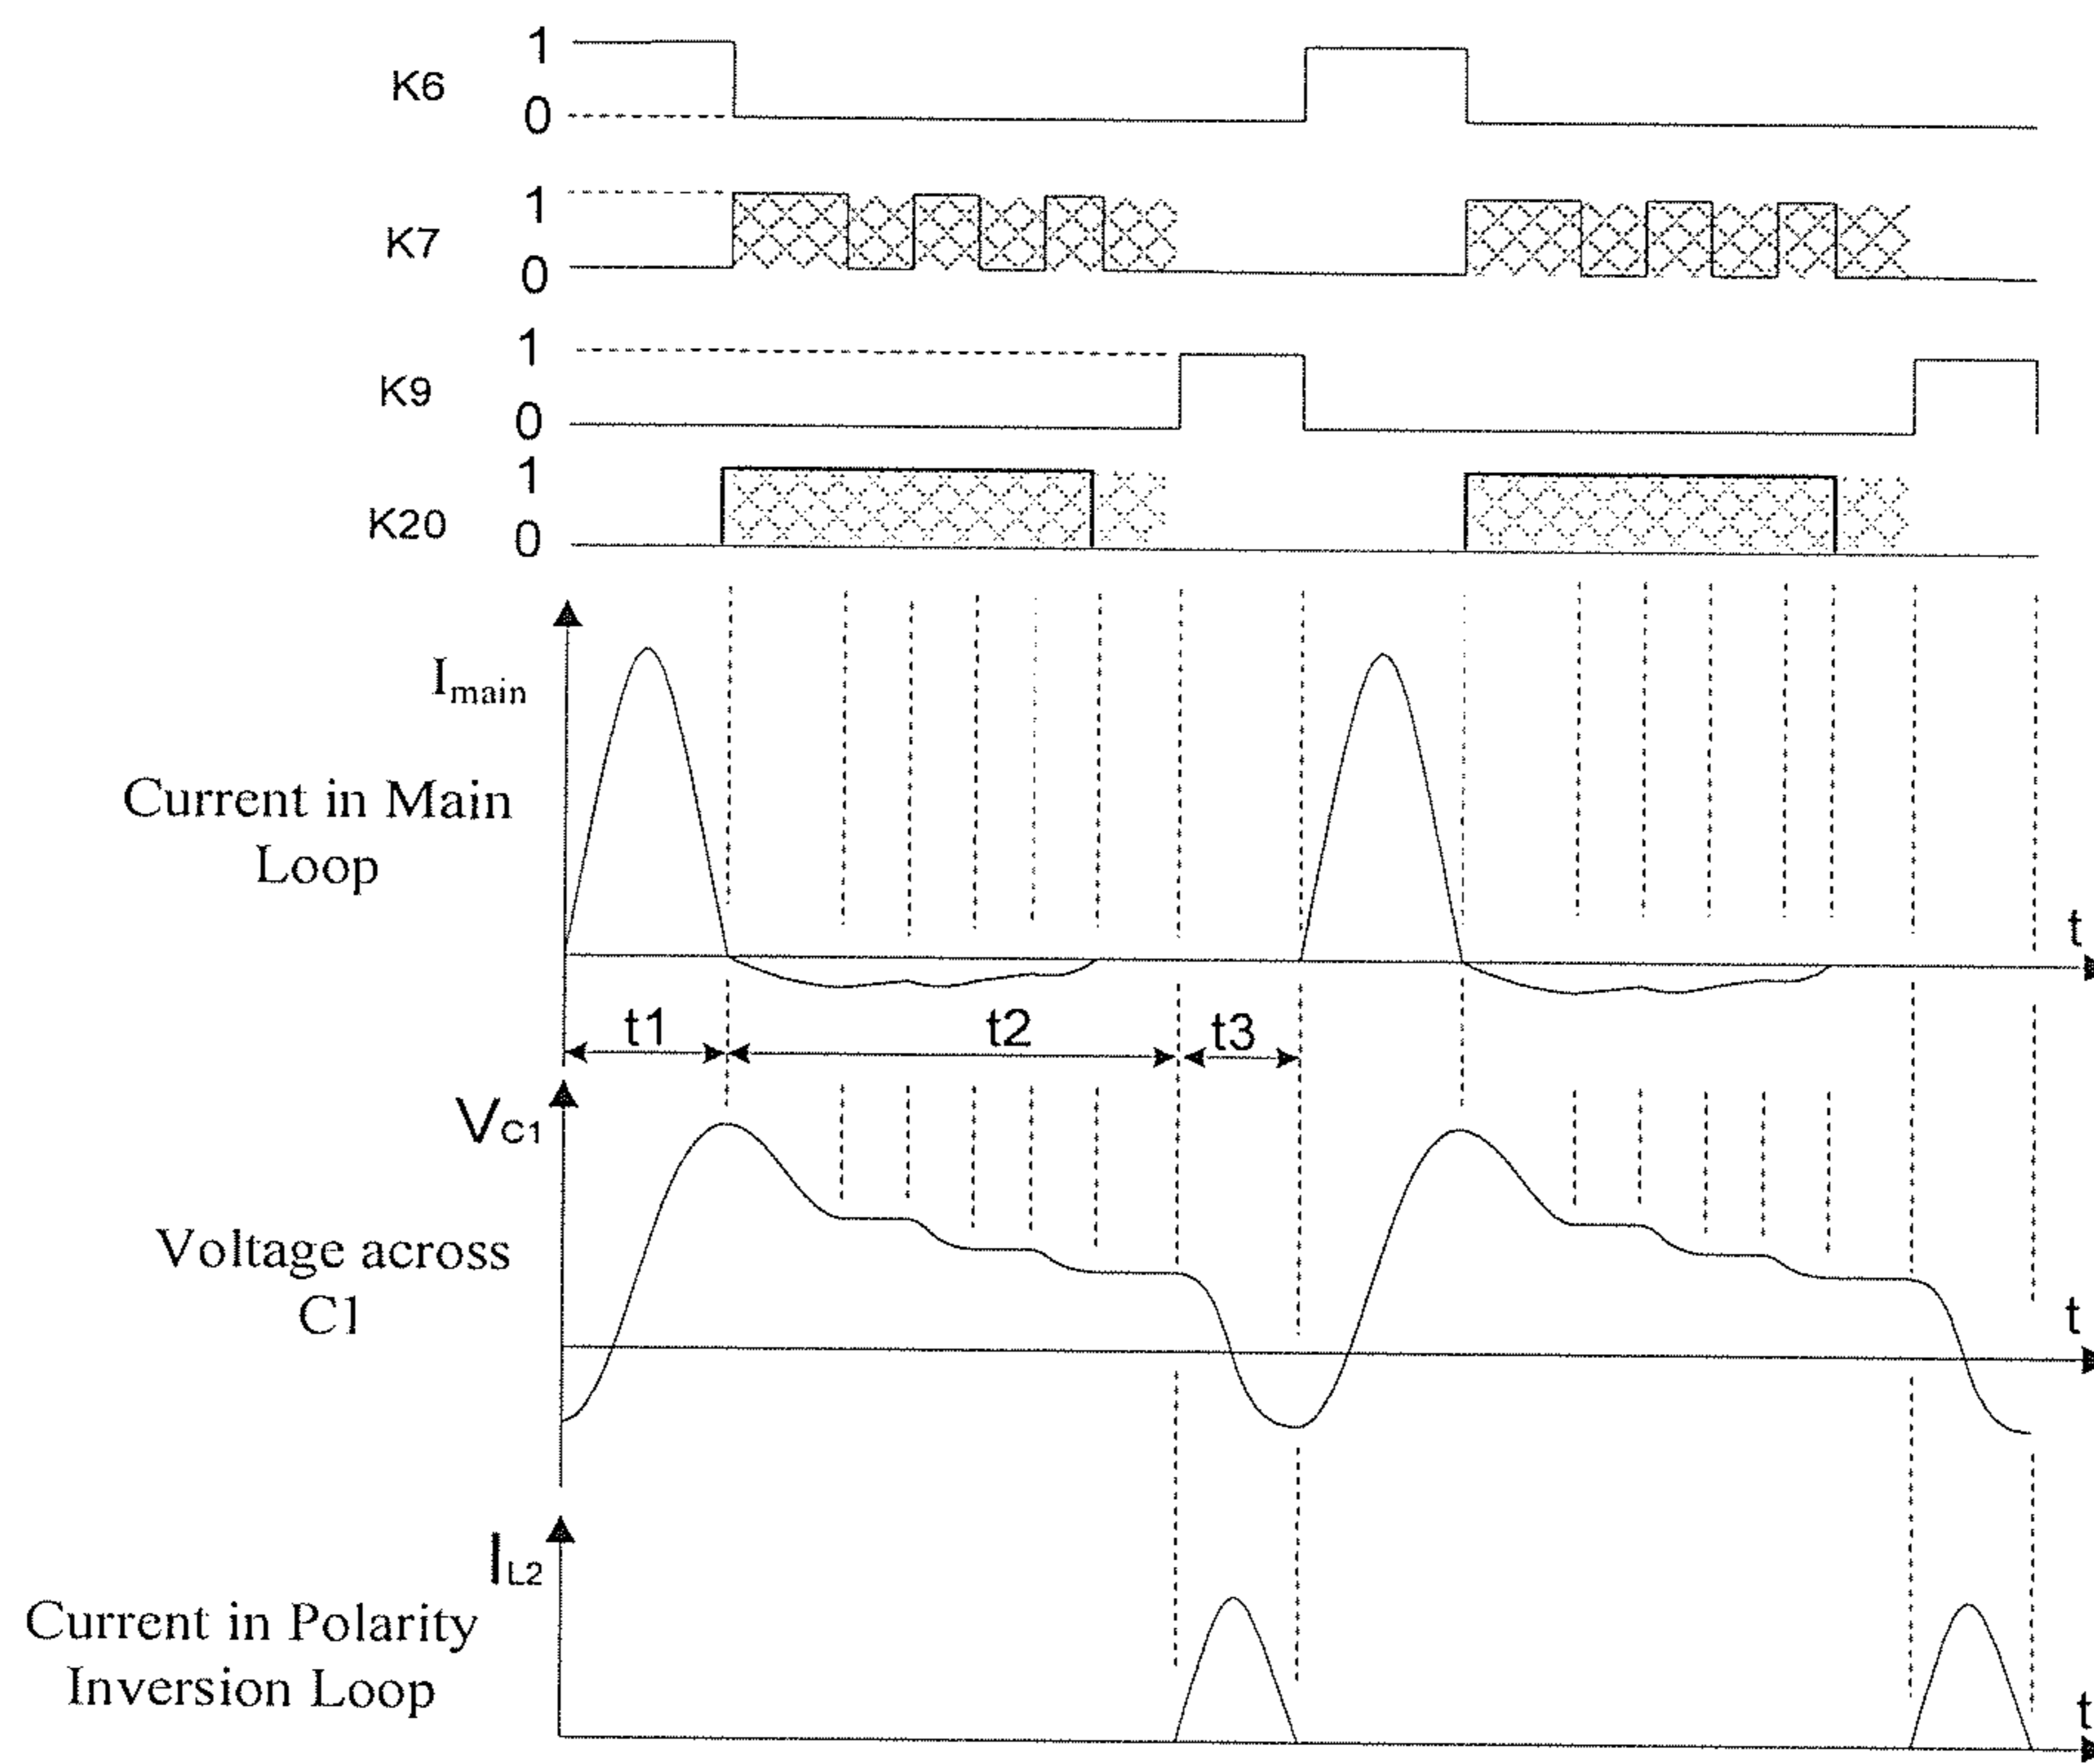 1
K6
0
1
K7
0
1
K9
0
1
K20
0
Imain
Current in Main
Loop
t
t1 t2 t3
VC1
Voltage across
C1
t
IL2
Current in Polarity
Inversion Loop
t